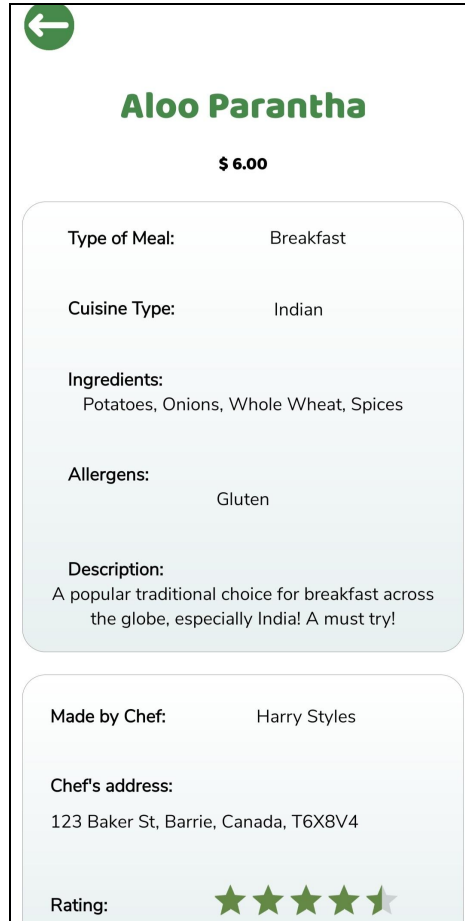 Aloo Parantha
$ 6.00
Type of Meal: Breakfast
Cuisine Type: Indian
Ingredients:
Potatoes, Onions, Whole Wheat, Spices
Allergens:
Gluten
Description:
A popular traditional choice for breakfast across
the globe, especially India! A must try!
Made by Chef: Harry Styles
Chef's address:
123 Baker St, Barrie, Canada, T6X8V4
Rating: